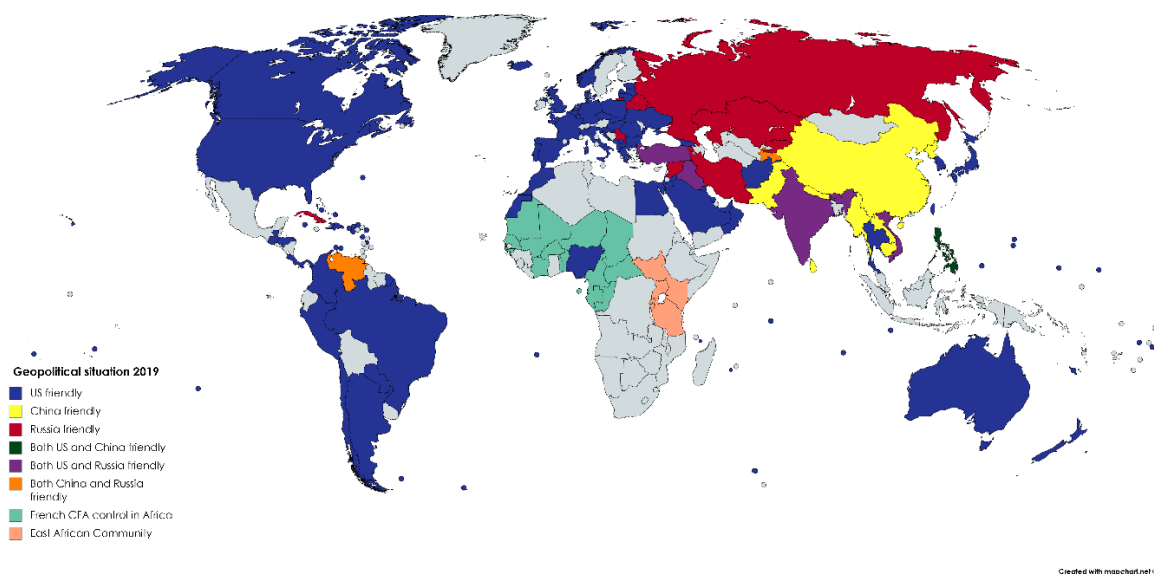 Geopolitical situation 2019
US friendly
China friendly
Russia friendly
Both US and China friendly
Both US and Russia friendly
Both China and Russia
friendly
French CFA control in Africa
East African Community
Created with mapchart.net ©